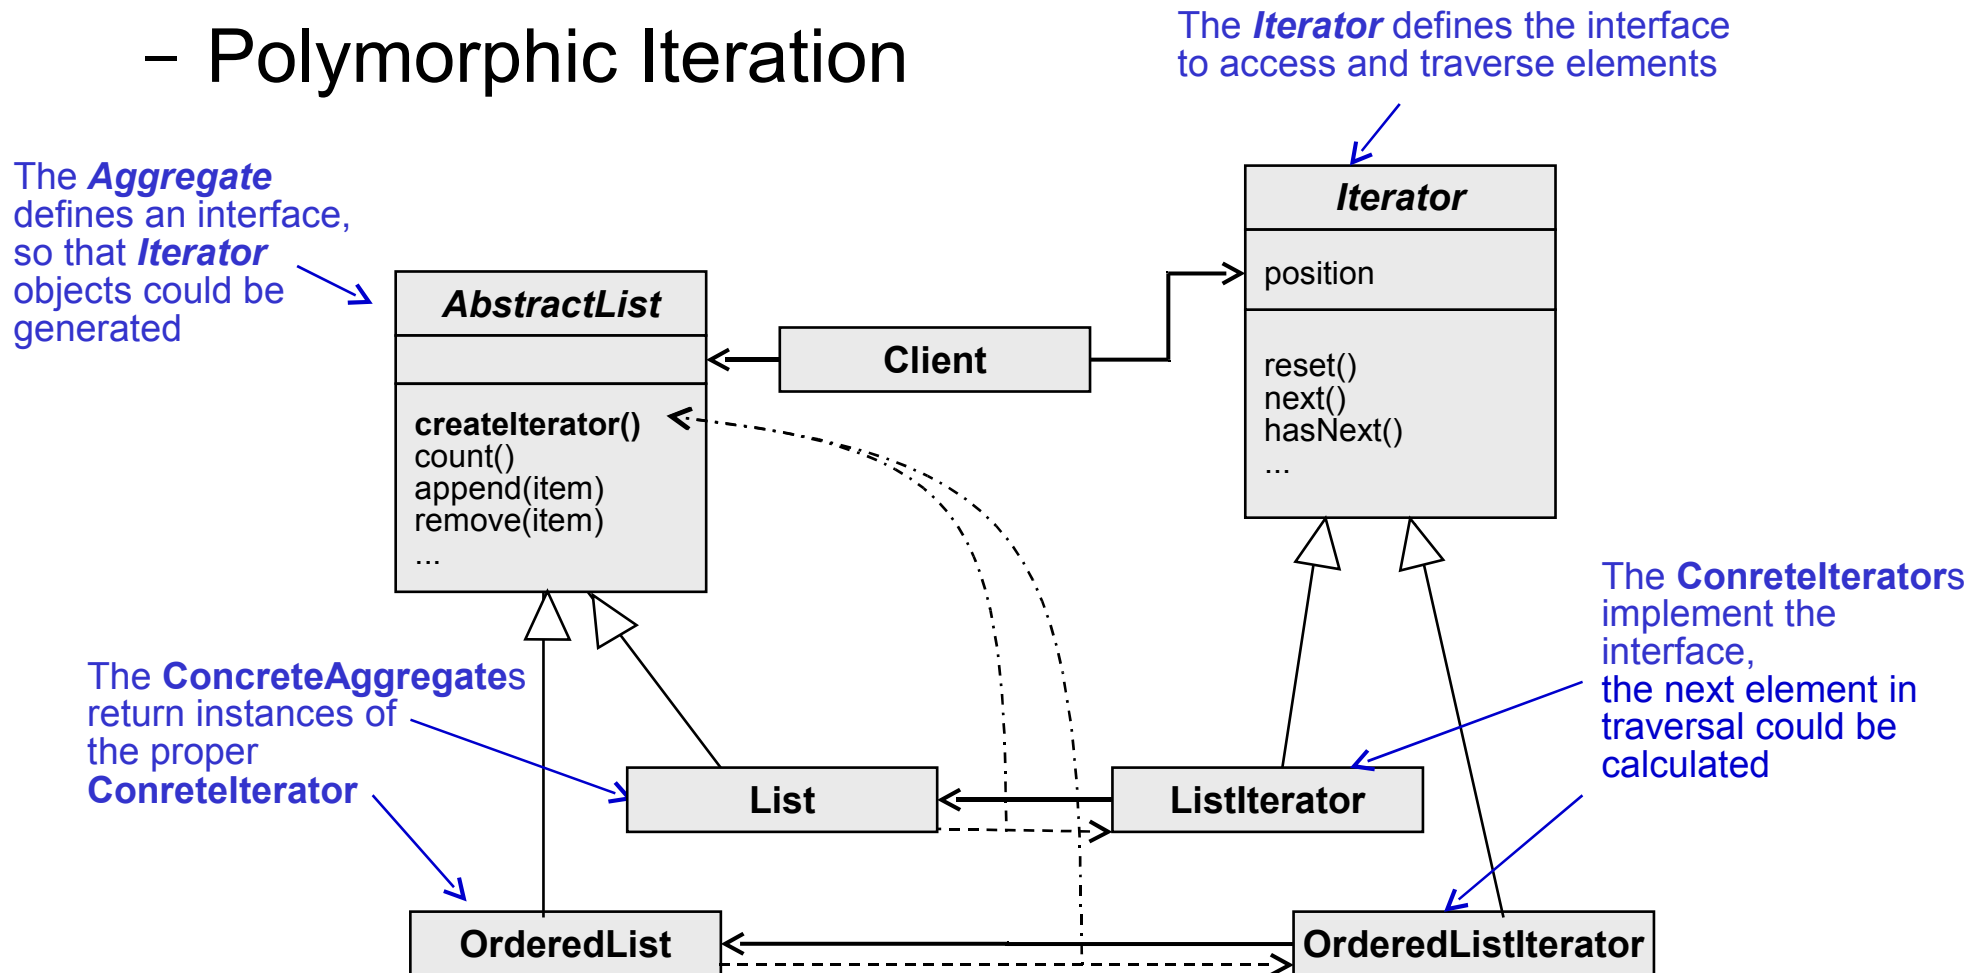 – Polymorphic Iteration
The Iterator defines the interface
to access and traverse elements
The Aggregate
defines an interface,
so that Iterator
objects could be
generated
AbstractList
createIterator()
count()
append(item)
remove(item)
...
Client
Iterator
position
reset()
next()
hasNext()
...
The ConcreteAggregates
return instances of
the proper
ConreteIterator
The ConreteIterators
implement the
interface,
the next element in
traversal could be
calculated
List
ListIterator
OrderedList
OrderedListIterator